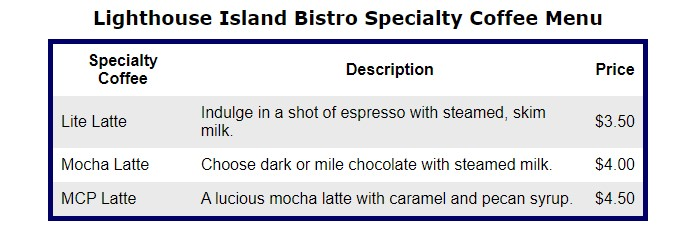 Lighthouse Island Bistro Specialty Coffee Menu
Specialty
Coffee
Description
Price
Lite Latte
Indulge in a shot of espresso with steamed, skim
milk.
$3.50
Mocha Latte
Choose dark or mile chocolate with steamed milk.
$4.00
MCP Latte
A lucious mocha latte with caramel and pecan syrup.
$4.50